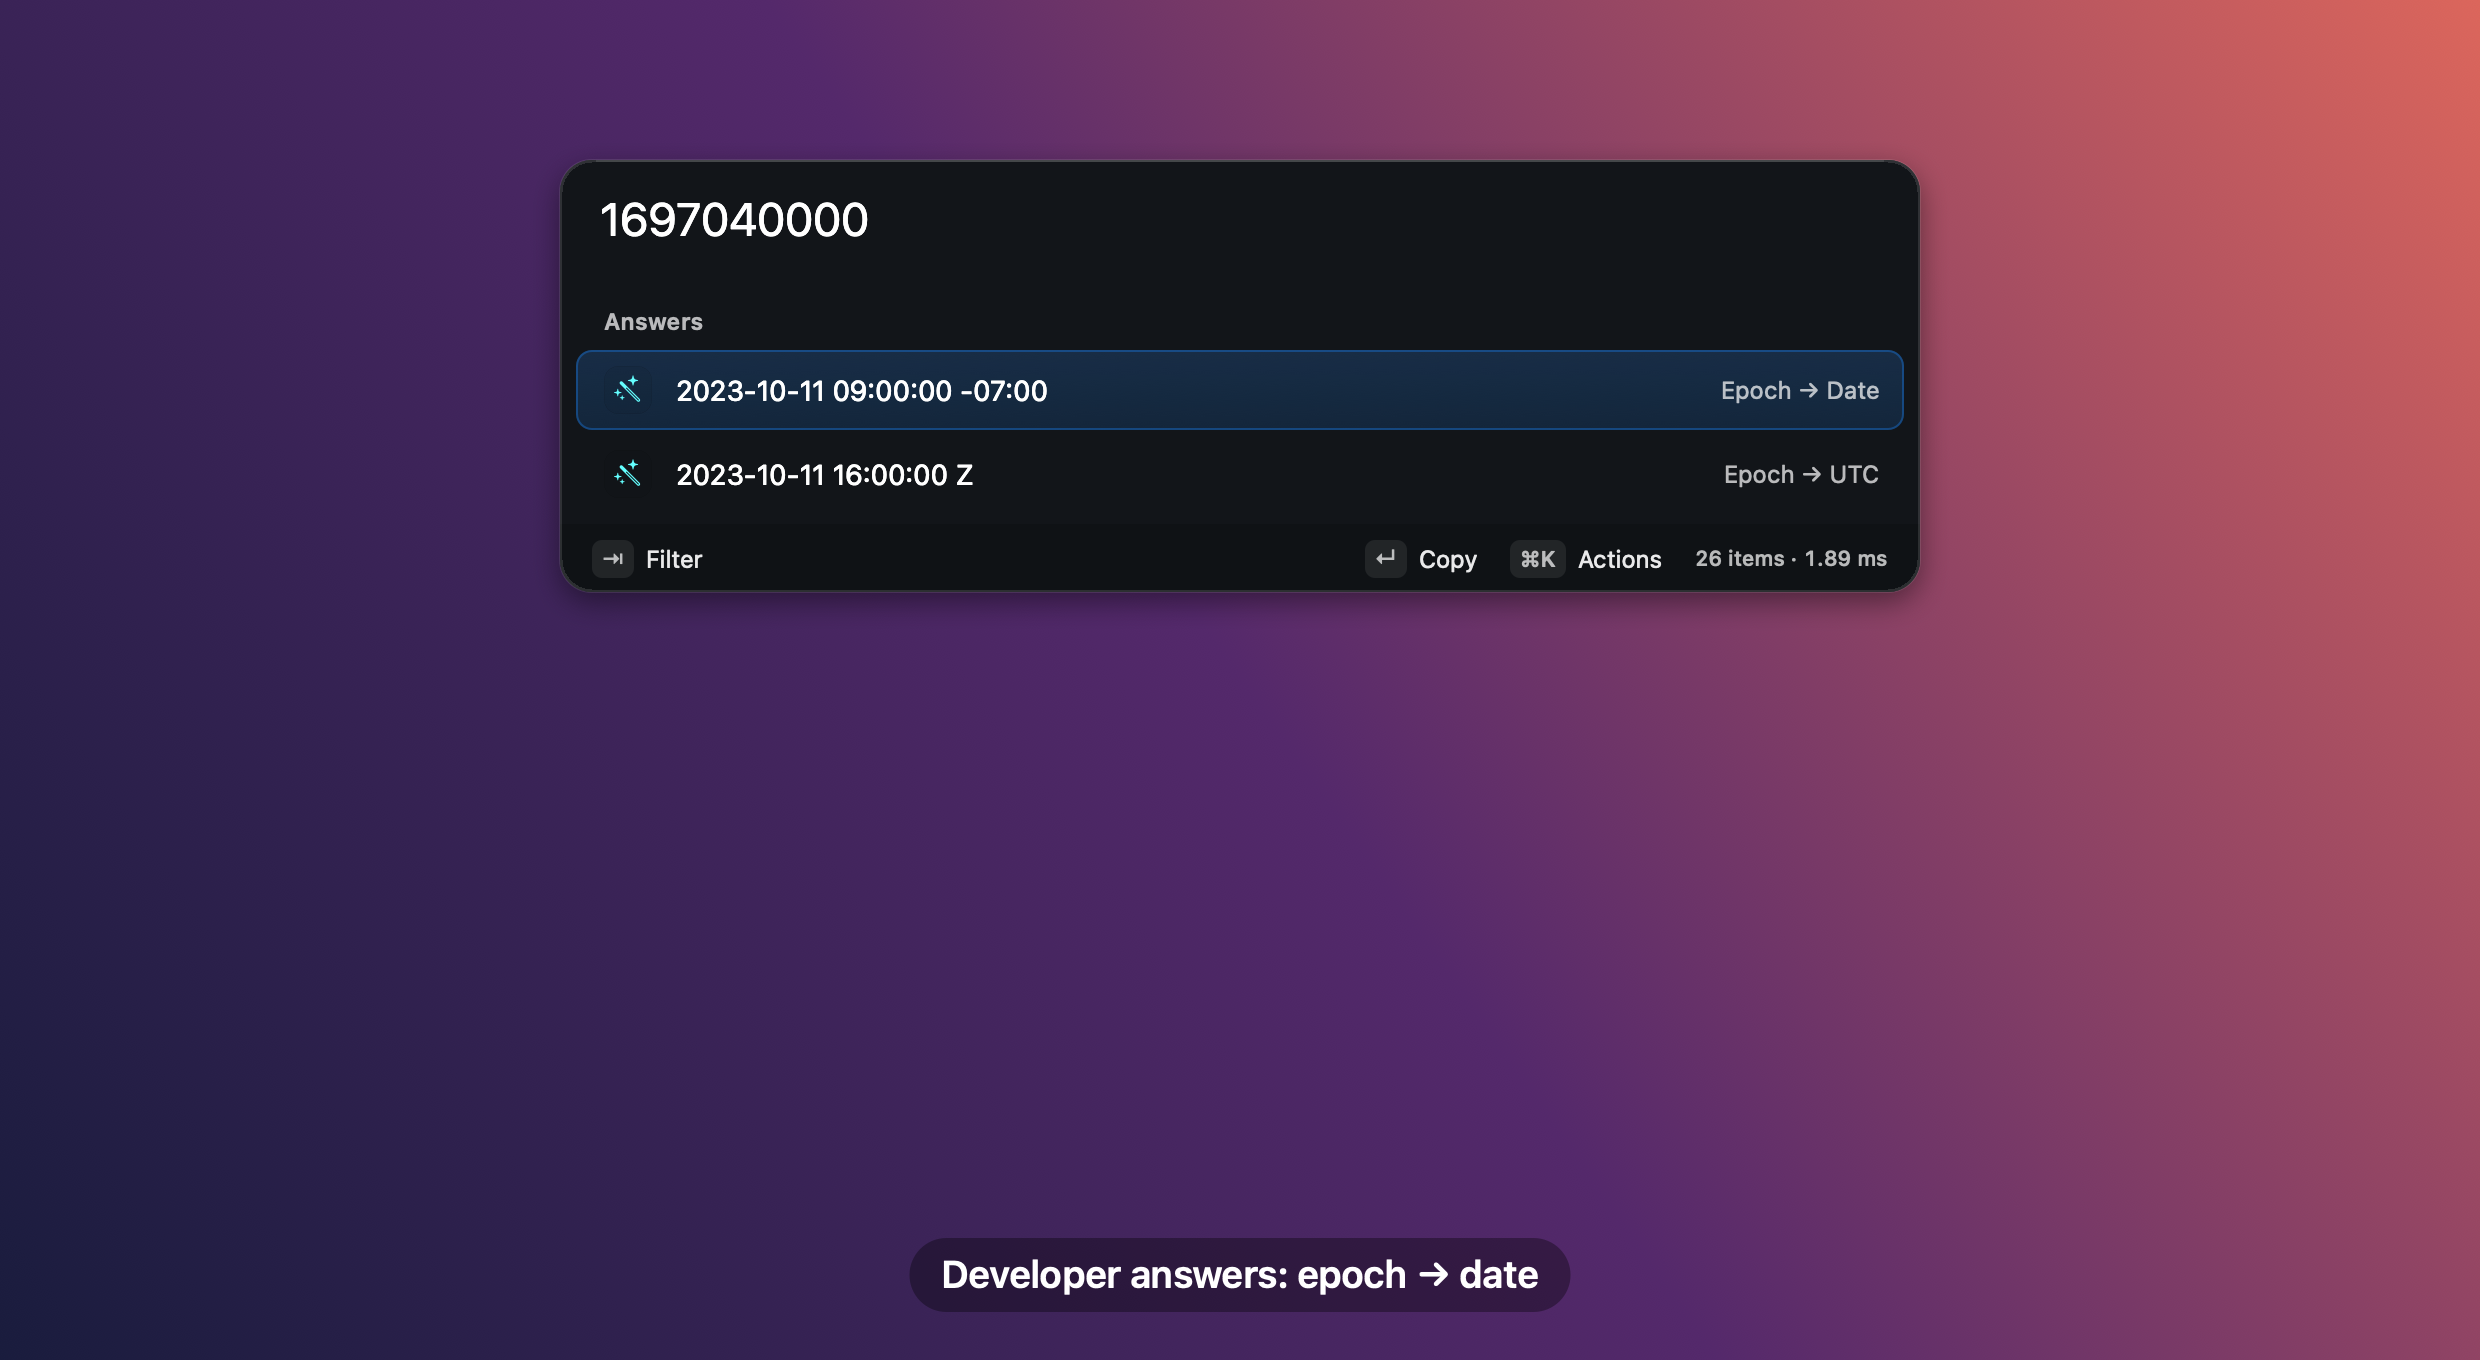 1697040000
Answers
2023-10-11 09:00:00 -07:00 Epoch → Date
2023-10-11 16:00:00 Z Epoch → UTC
⇥ Filter ↵ Copy ⌘K Actions 26 items · 1.89 ms
Developer answers: epoch → date